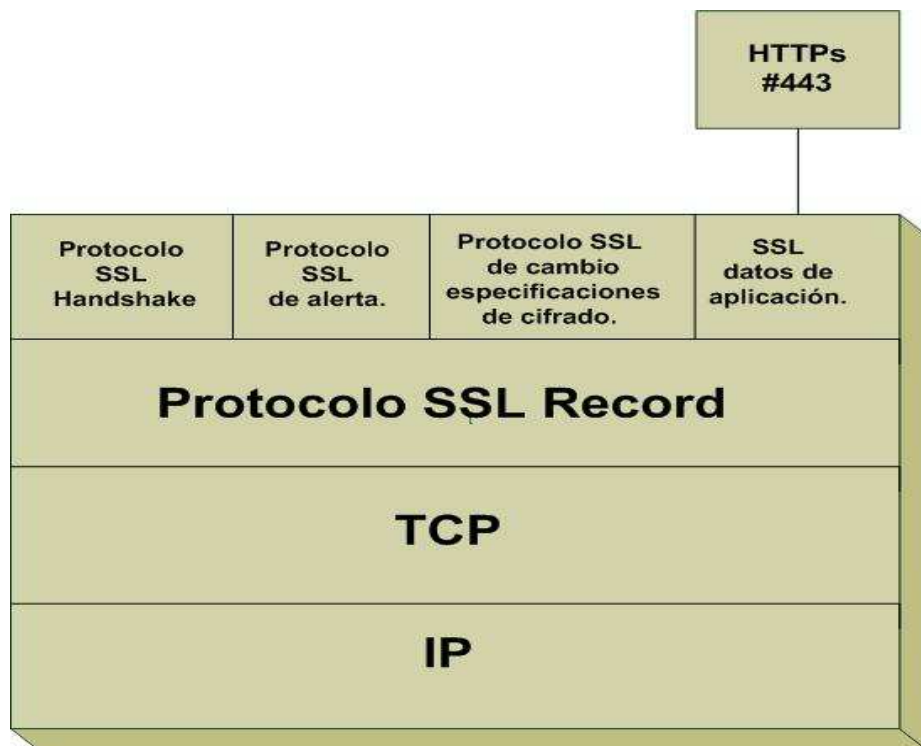 HTTPs
#443
Protocolo
SSL
Handshake
Protocolo
SSL
de alerta.
Protocolo SSL
de cambio
especificaciones
de cifrado.
SSL
datos de
aplicación.
Protocolo SSL Record
TCP
IP